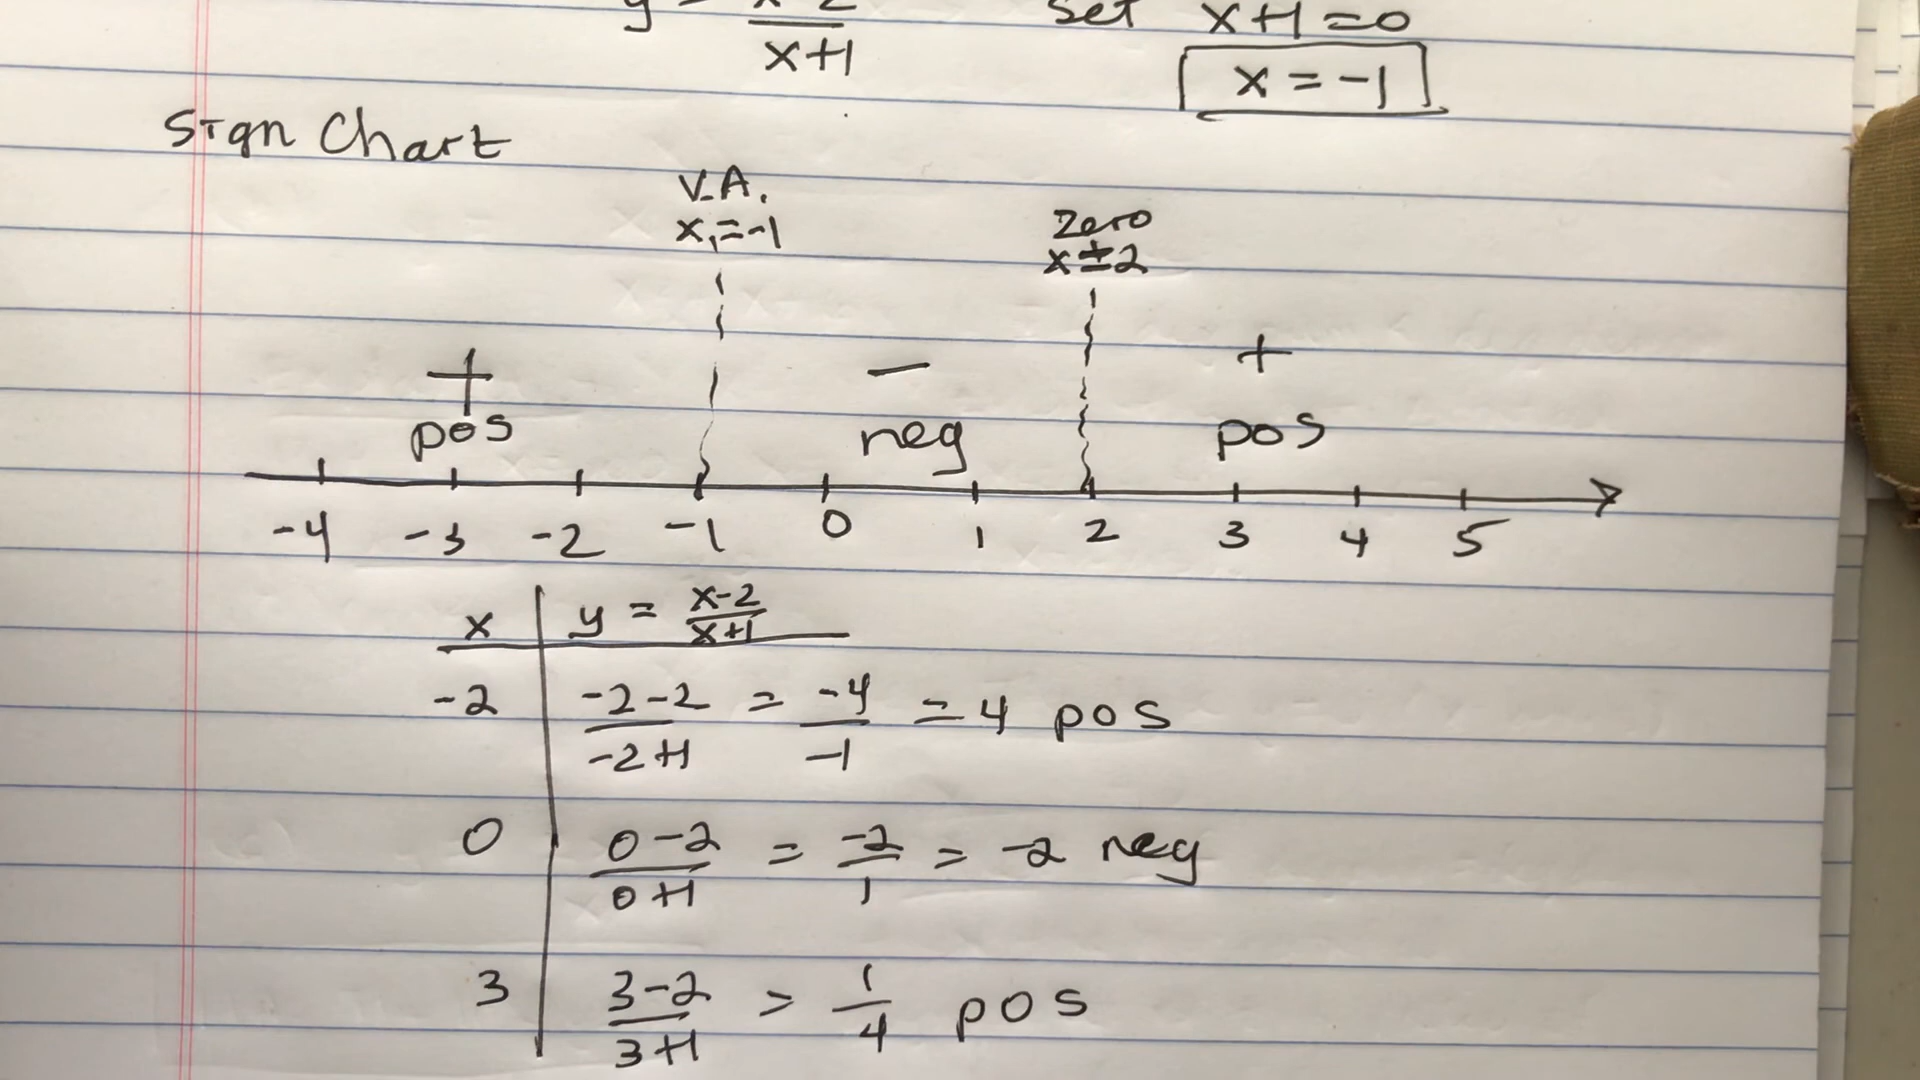 y = x-2/x+1 Set x+1=0
x = -1
Sign Chart
V.A.
x=-1
Zero
x=2
+ - +
pos neg pos
-4 -3 -2 -1 0 1 2 3 4 5
x y = x-2/x+1
-2 -2-2/-2+1 = -4/-1 = 4 pos
0 0-2/0+1 = -2/1 = -2 neg
3 3-2/3+1 = 1/4 pos